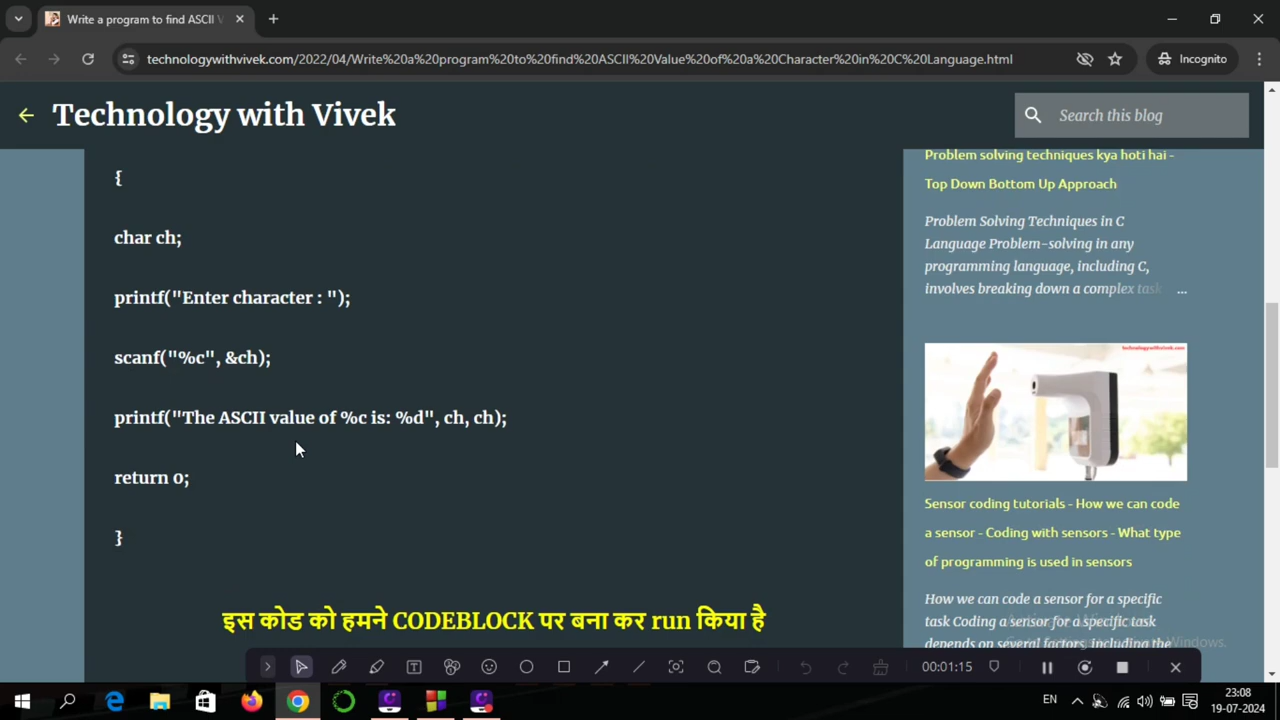 Write a program to find ASCII V
technologywithvivek.com/2022/04/Write%20a%20program%20to%20find%20ASCII%20Value%20of%20a%20Character%20in%20C%20Language.html
Incognito
Technology with Vivek
Search this blog
{
char ch;
printf("Enter character : ");
scanf("%c", &ch);
printf("The ASCII value of %c is: %d", ch, ch);
return 0;
}
इस कोड को हमने CODEBLOCK पर बना कर run किया है
Problem solving techniques kya hoti hai -
Top Down Bottom Up Approach
Problem Solving Techniques in C
Language Problem-solving in any
programming language, including C,
involves breaking down a complex task ...
technologywithvivek.com
Sensor coding tutorials - How we can code
a sensor - Coding with sensors - What type
of programming is used in sensors
How we can code a sensor for a specific
task Coding a sensor for a specific task
depends on several factors, including the
00:01:15
EN
23:08
19-07-2024